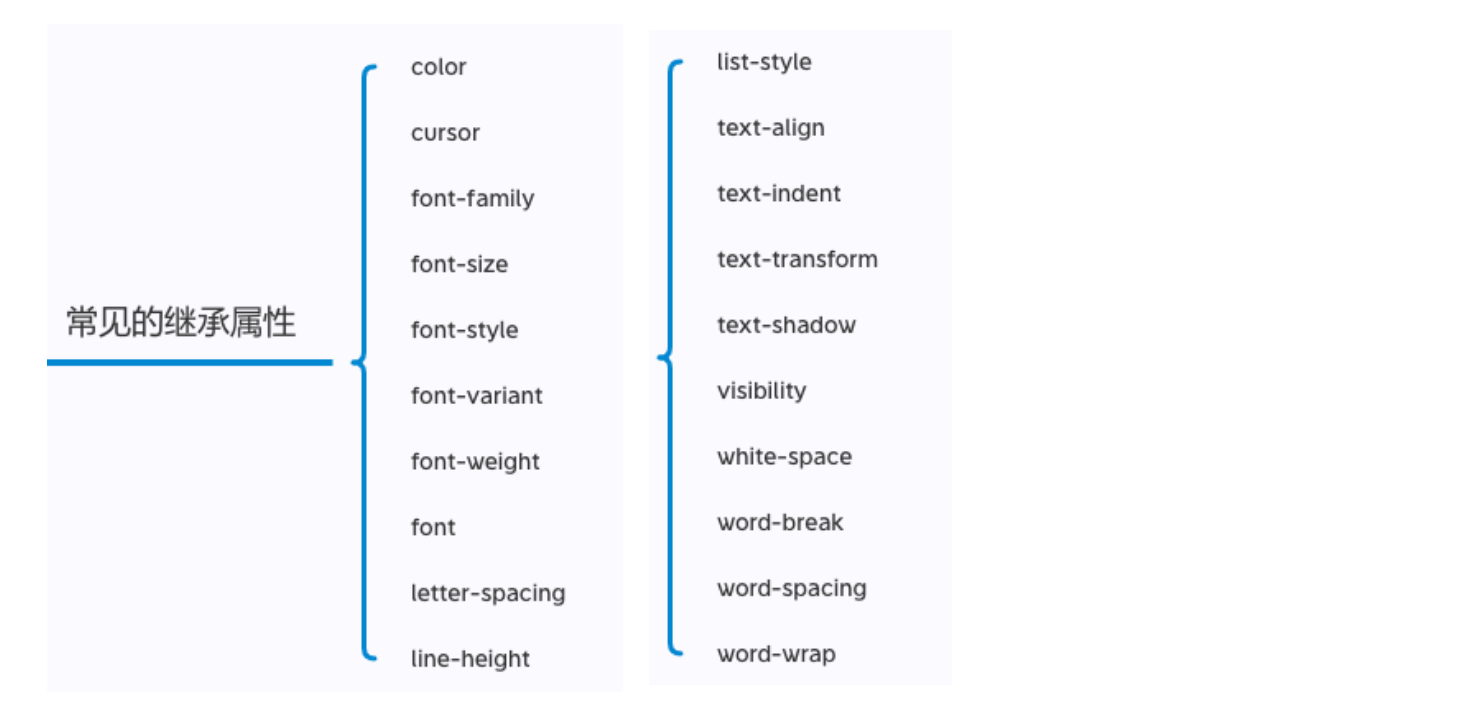 常见的继承属性
color
cursor
font-family
font-size
font-style
font-variant
font-weight
font
letter-spacing
line-height
list-style
text-align
text-indent
text-transform
text-shadow
visibility
white-space
word-break
word-spacing
word-wrap